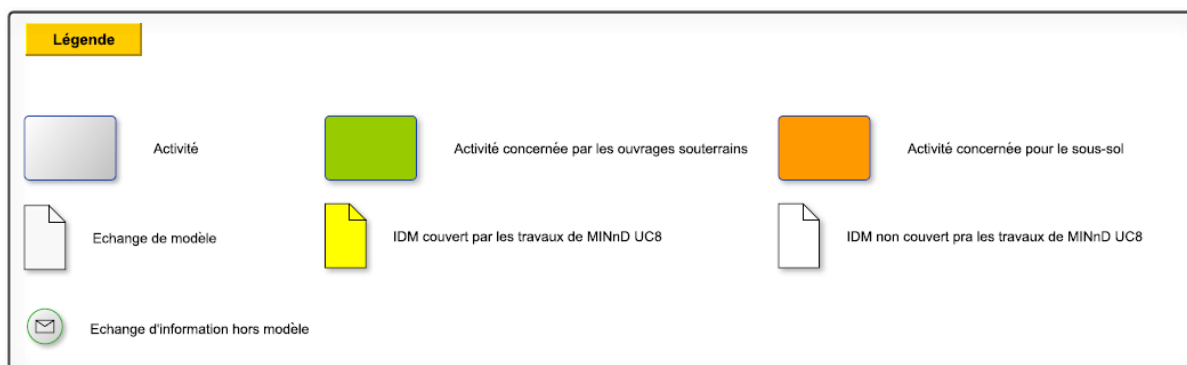 Légende
Activité
Activité concernée par les ouvrages souterrains
Activité concernée pour le sous-sol
Echange de modèle
IDM couvert par les travaux de MINnD UC8
IDM non couvert pra les travaux de MINnD UC8
Echange d'information hors modèle